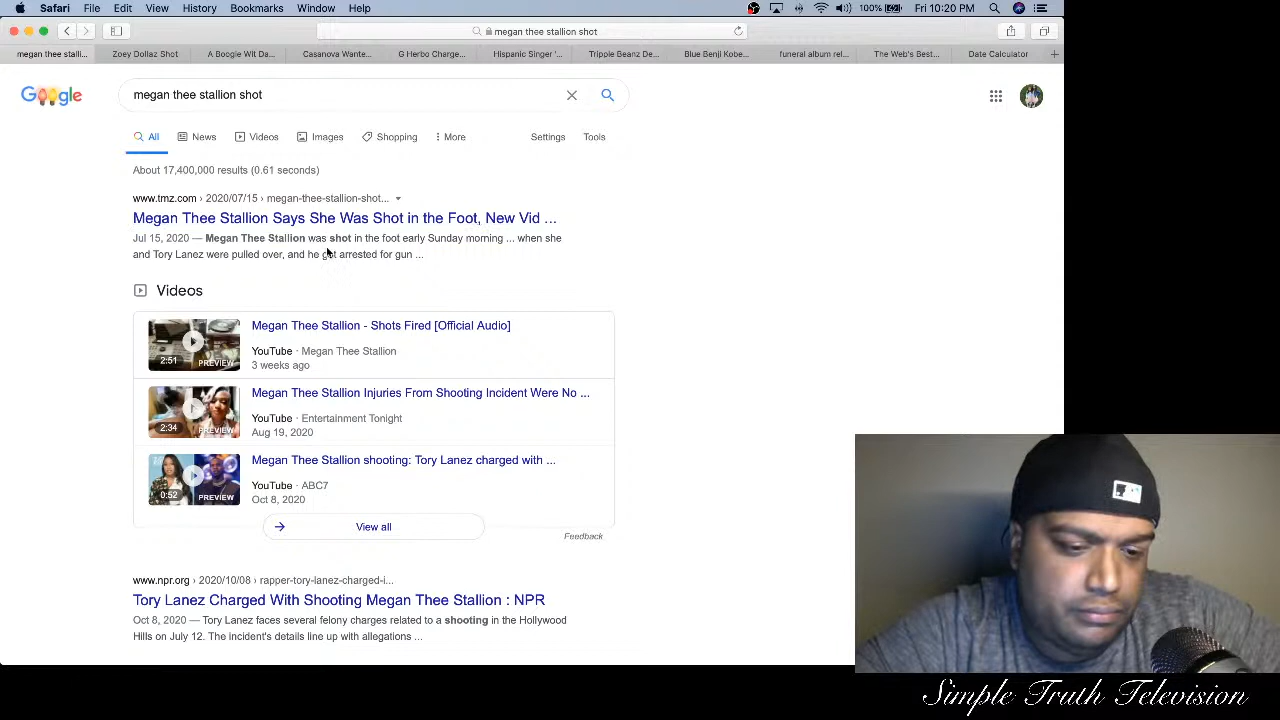 Safari File Edit View History Bookmarks Window Help 100% Fri 10:20 PM
megan thee stallion shot
megan thee stalli... Zoey Dollaz Shot A Boogie Wit Da... Casanova Wante... G Herbo Charge... Hispanic Singer '... Tripple Beanz De... Blue Benji Kobe... funeral album rel... The Web's Best... Date Calculator
Google megan thee stallion shot
All News Videos Images Shopping More Settings Tools
About 17,400,000 results (0.61 seconds)
www.tmz.com › 2020/07/15 › megan-thee-stallion-shot...
Megan Thee Stallion Says She Was Shot in the Foot, New Vid ...
Jul 15, 2020 — Megan Thee Stallion was shot in the foot early Sunday morning ... when she
and Tory Lanez were pulled over, and he got arrested for gun ...
Videos
Megan Thee Stallion - Shots Fired [Official Audio]
YouTube · Megan Thee Stallion
2:51 PREVIEW
3 weeks ago
Megan Thee Stallion Injuries From Shooting Incident Were No ...
YouTube · Entertainment Tonight
2:34 PREVIEW
Aug 19, 2020
Megan Thee Stallion shooting: Tory Lanez charged with ...
YouTube · ABC7
0:52 PREVIEW
Oct 8, 2020
View all
Feedback
www.npr.org › 2020/10/08 › rapper-tory-lanez-charged-i...
Tory Lanez Charged With Shooting Megan Thee Stallion : NPR
Oct 8, 2020 — Tory Lanez faces several felony charges related to a shooting in the Hollywood
Hills on July 12. The incident's details line up with allegations ...
Simple Truth Television